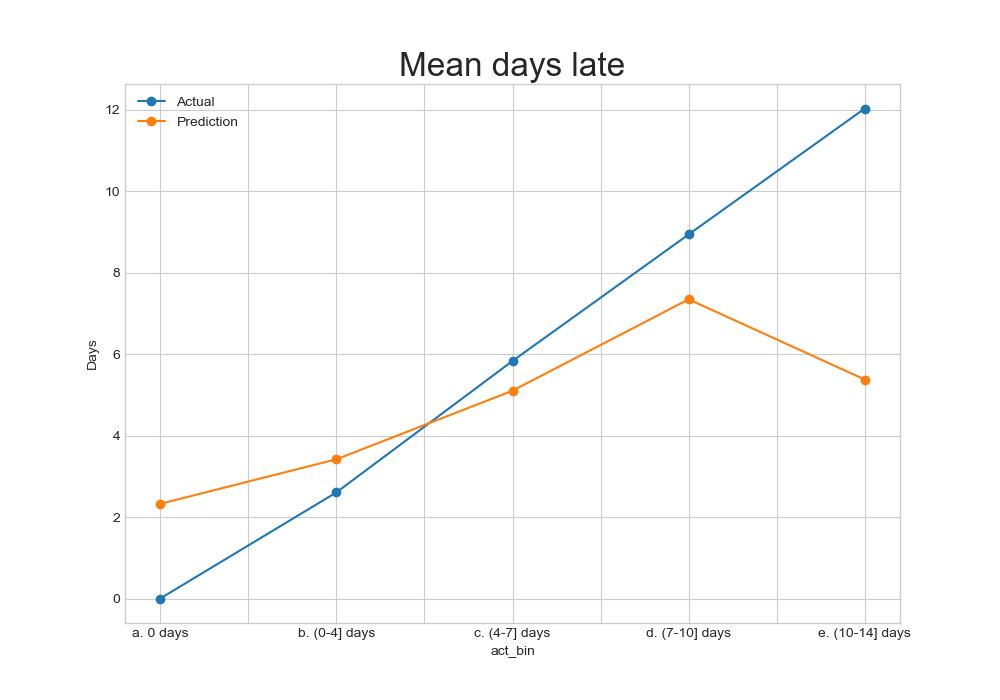 Mean days late
Actual
Prediction
12
10
8
6
4
2
0
Days
a. 0 days b. (0-4] days c. (4-7] days d. (7-10] days e. (10-14] days
act_bin